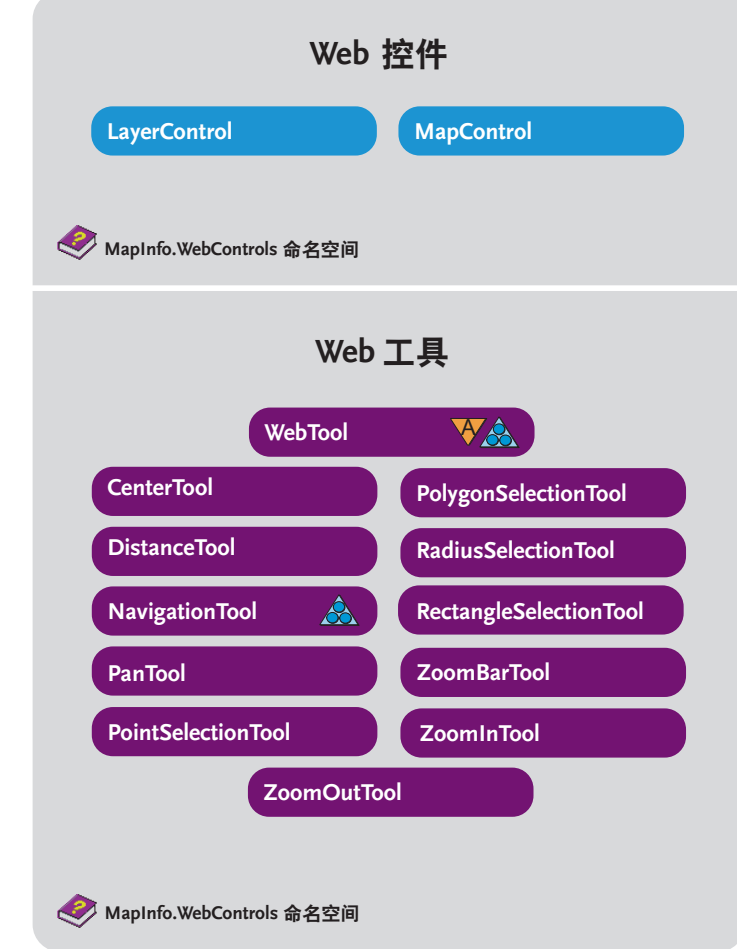 Web 控件
LayerControl
MapControl
MapInfo.WebControls 命名空间
Web 工具
WebTool
A
CenterTool
PolygonSelectionTool
DistanceTool
RadiusSelectionTool
NavigationTool
RectangleSelectionTool
PanTool
ZoomBarTool
PointSelectionTool
ZoomInTool
ZoomOutTool
MapInfo.WebControls 命名空间